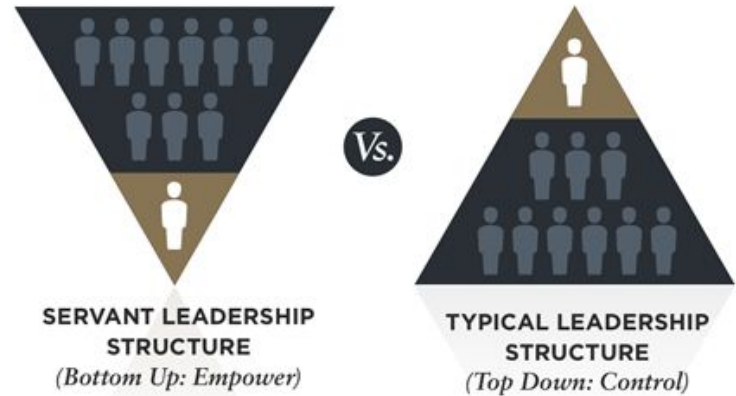 Vs.
SERVANT LEADERSHIP
STRUCTURE
(Bottom Up: Empower)
TYPICAL LEADERSHIP
STRUCTURE
(Top Down: Control)